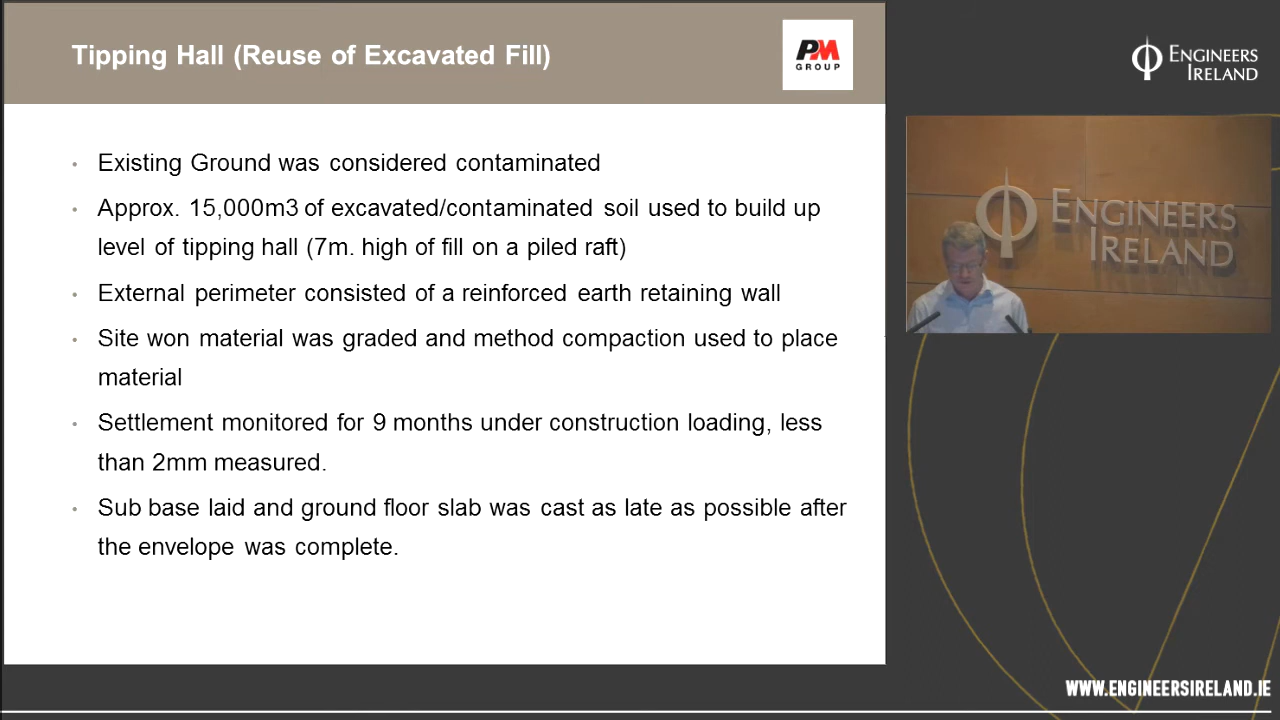 Tipping Hall (Reuse of Excavated Fill)
PM
GROUP
ENGINEERS
IRELAND
• Existing Ground was considered contaminated
• Approx. 15,000m3 of excavated/contaminated soil used to build up
level of tipping hall (7m. high of fill on a piled raft)
• External perimeter consisted of a reinforced earth retaining wall
• Site won material was graded and method compaction used to place
material
• Settlement monitored for 9 months under construction loading, less
than 2mm measured.
• Sub base laid and ground floor slab was cast as late as possible after
the envelope was complete.
ENGINEERS
IRELAND
WWW.ENGINEERSIRELAND.IE